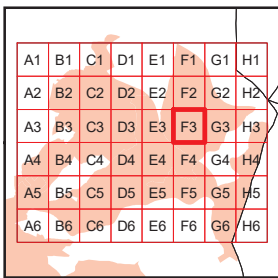 A1 B1 C1 D1 E1 F1 G1 H1
A2 B2 C2 D2 E2 F2 G2 H2
A3 B3 C3 D3 E3 F3 G3 H3
A4 B4 C4 D4 E4 F4 G4 H4
A5 B5 C5 D5 E5 F5 G5 H5
A6 B6 C6 D6 E6 F6 G6 H6